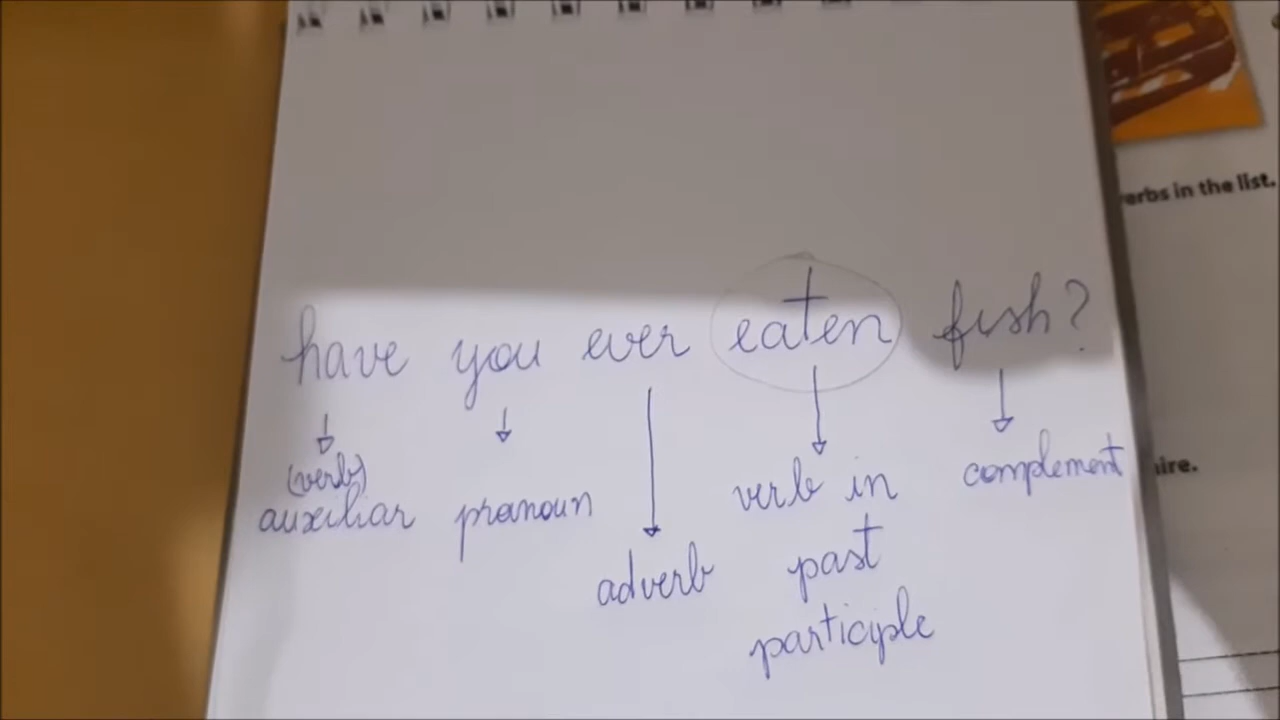 have you ever eaten fish?
(verb)
auxiliar
pronoun
adverb
verb in
past
participle
complement
erbs in the list.
ire.